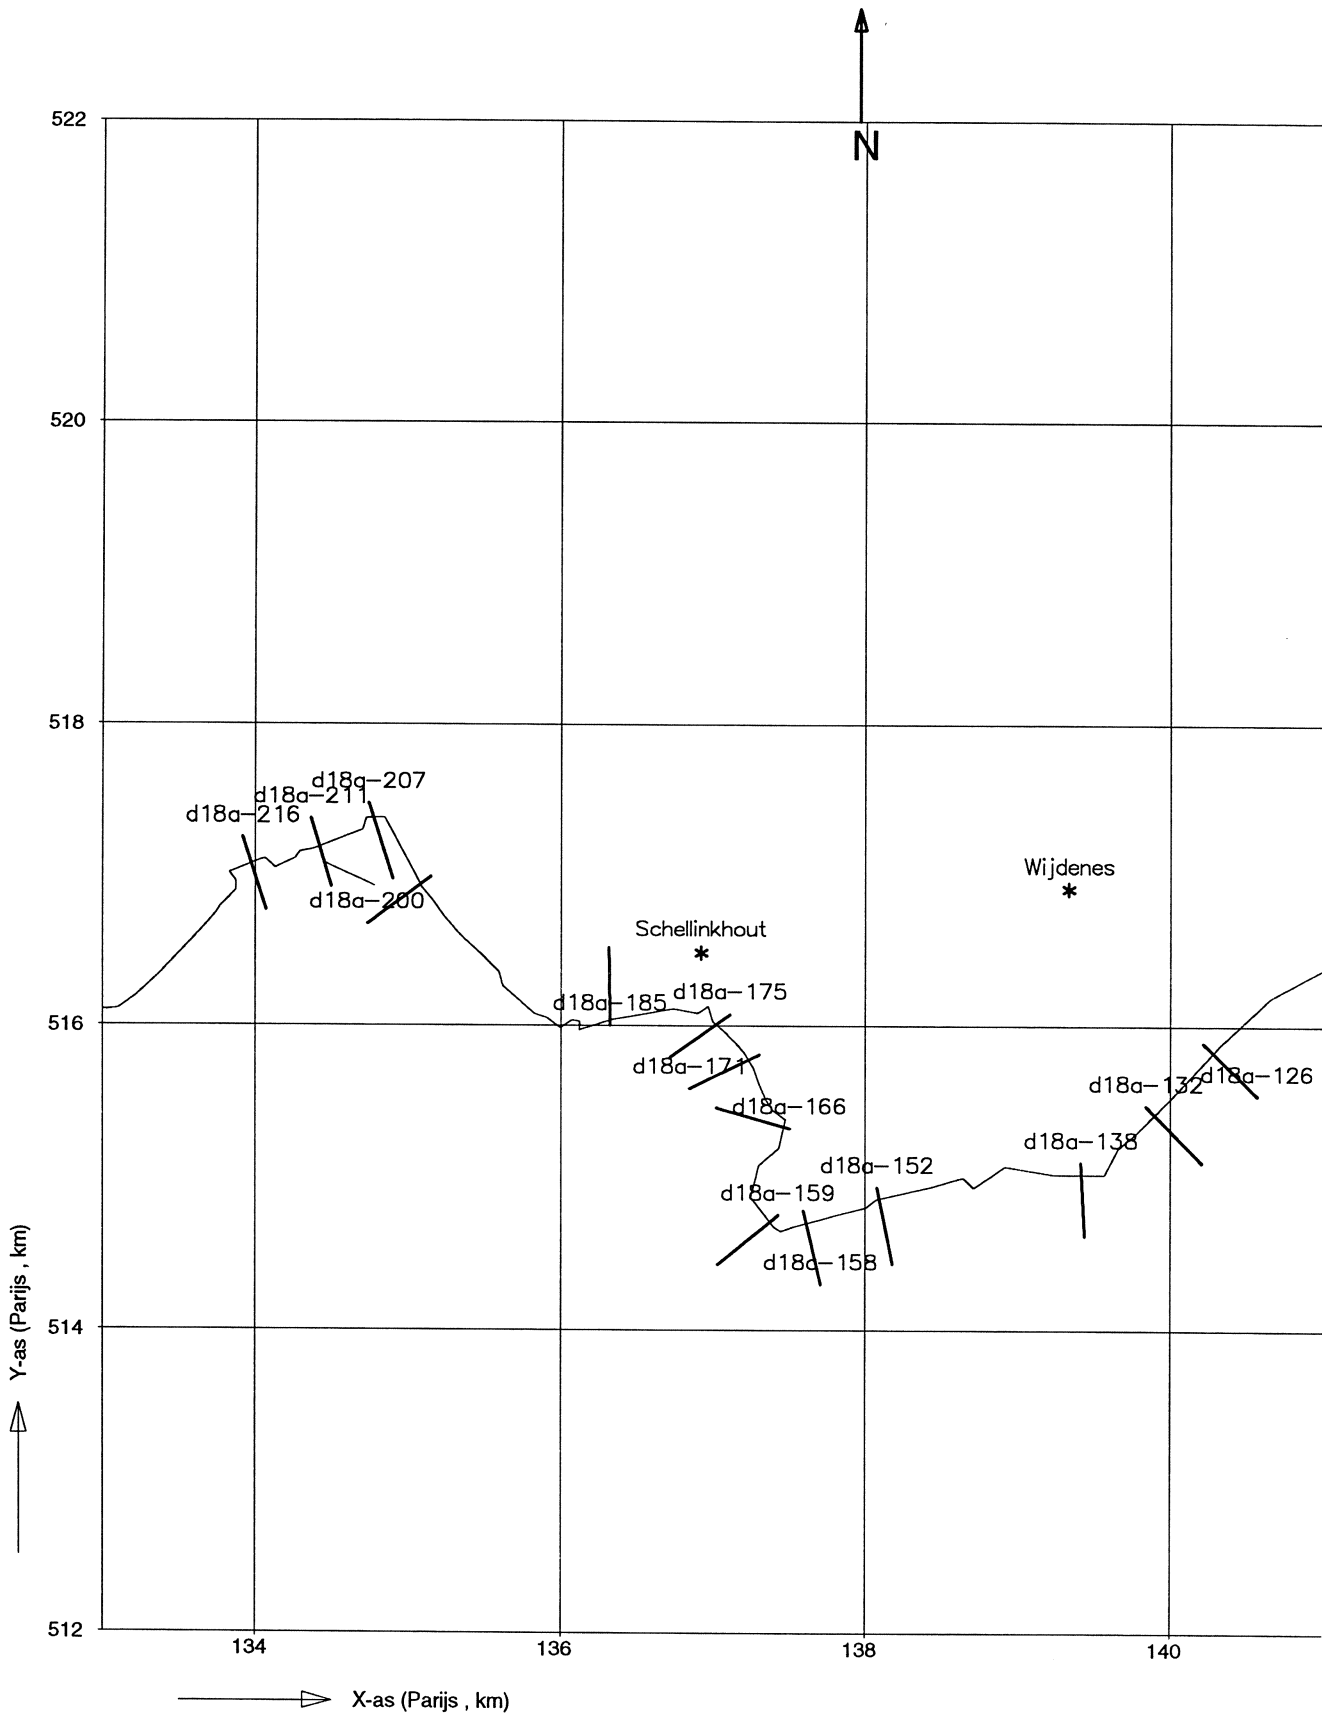 N
522
520
518
516
514
512
d18a-207
d18a-211
d18a-216
d18a-200
Wijdenes
*
Schellinkhout
*
d18a-175
d18a-185
d18a-171
d18a-126
d18a-132
d18a-166
d18a-138
d18a-152
d18a-159
d18a-158
Y-as (Parijs , km)
134 136 138 140
X-as (Parijs , km)